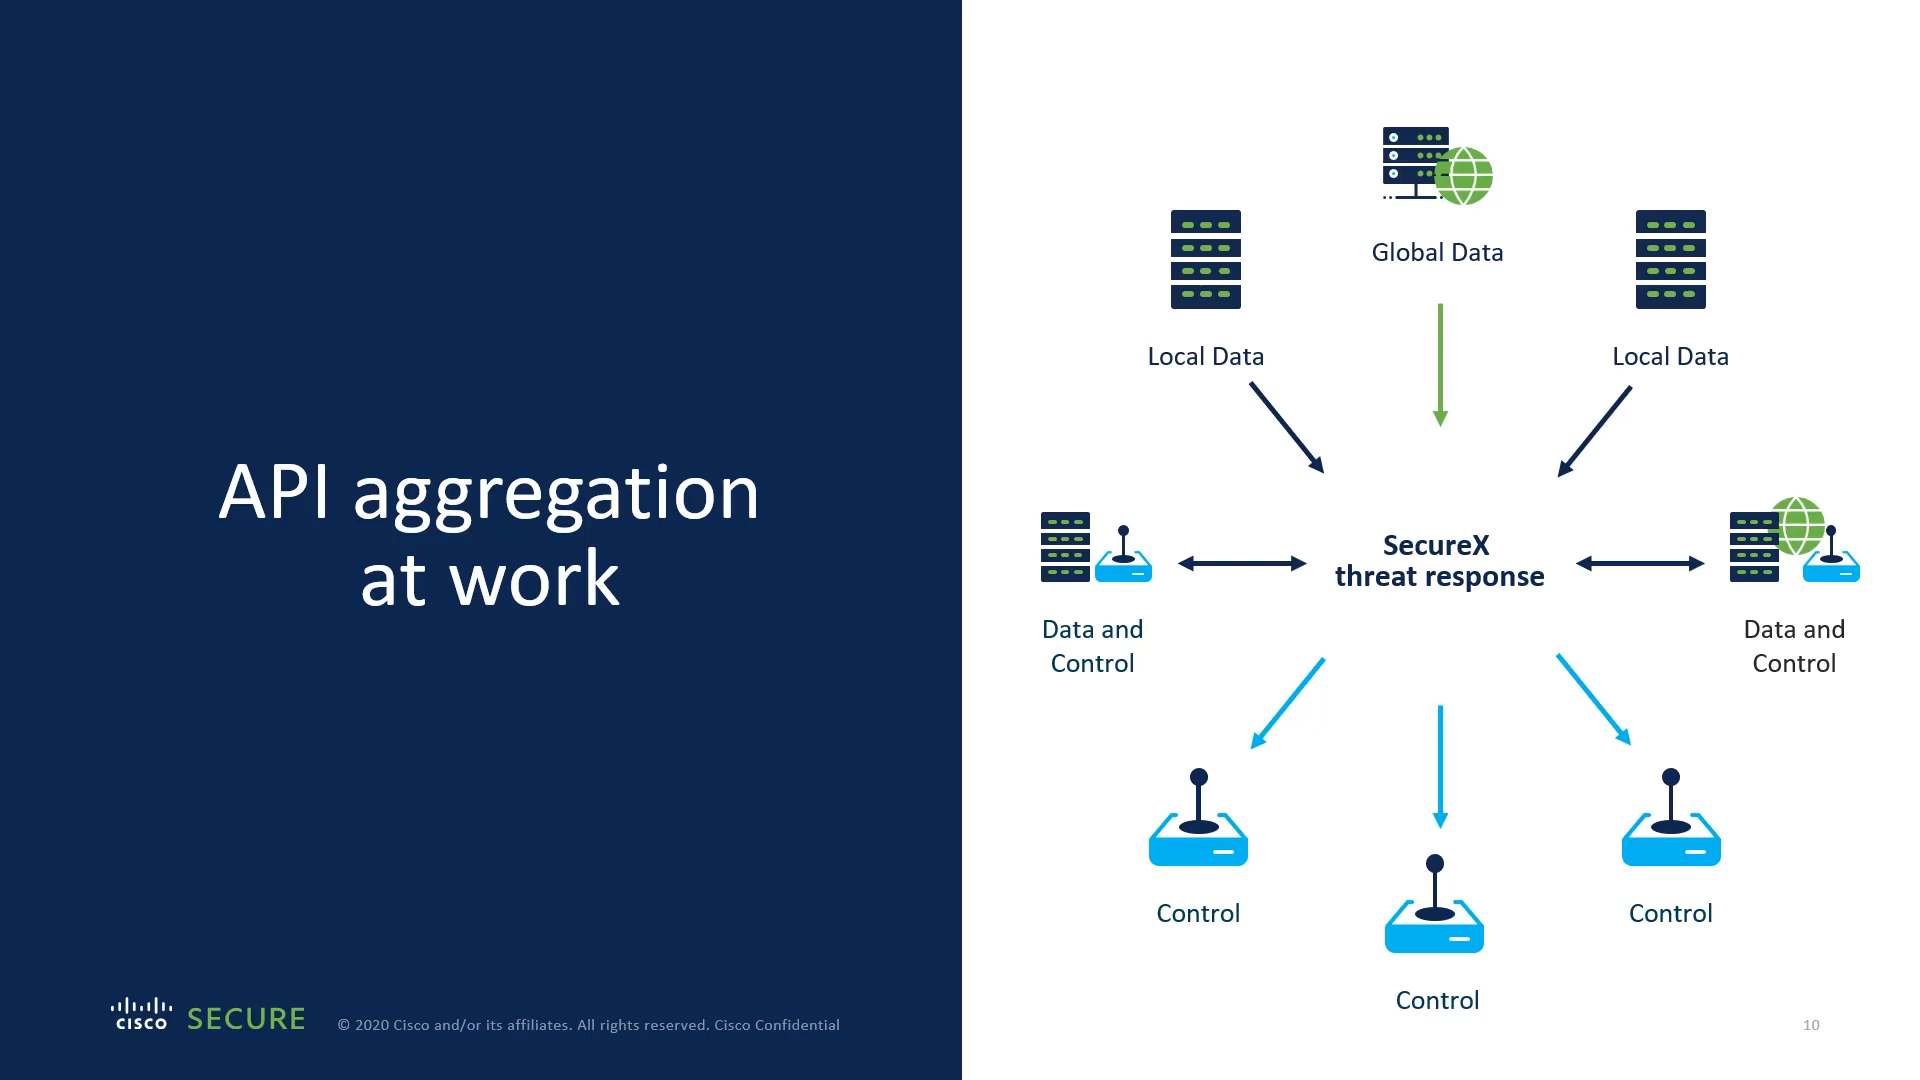 API aggregation
at work
Global Data
Local Data
Local Data
SecureX
threat response
Data and
Control
Data and
Control
Control
Control
Control
cisco SECURE
© 2020 Cisco and/or its affiliates. All rights reserved. Cisco Confidential
10